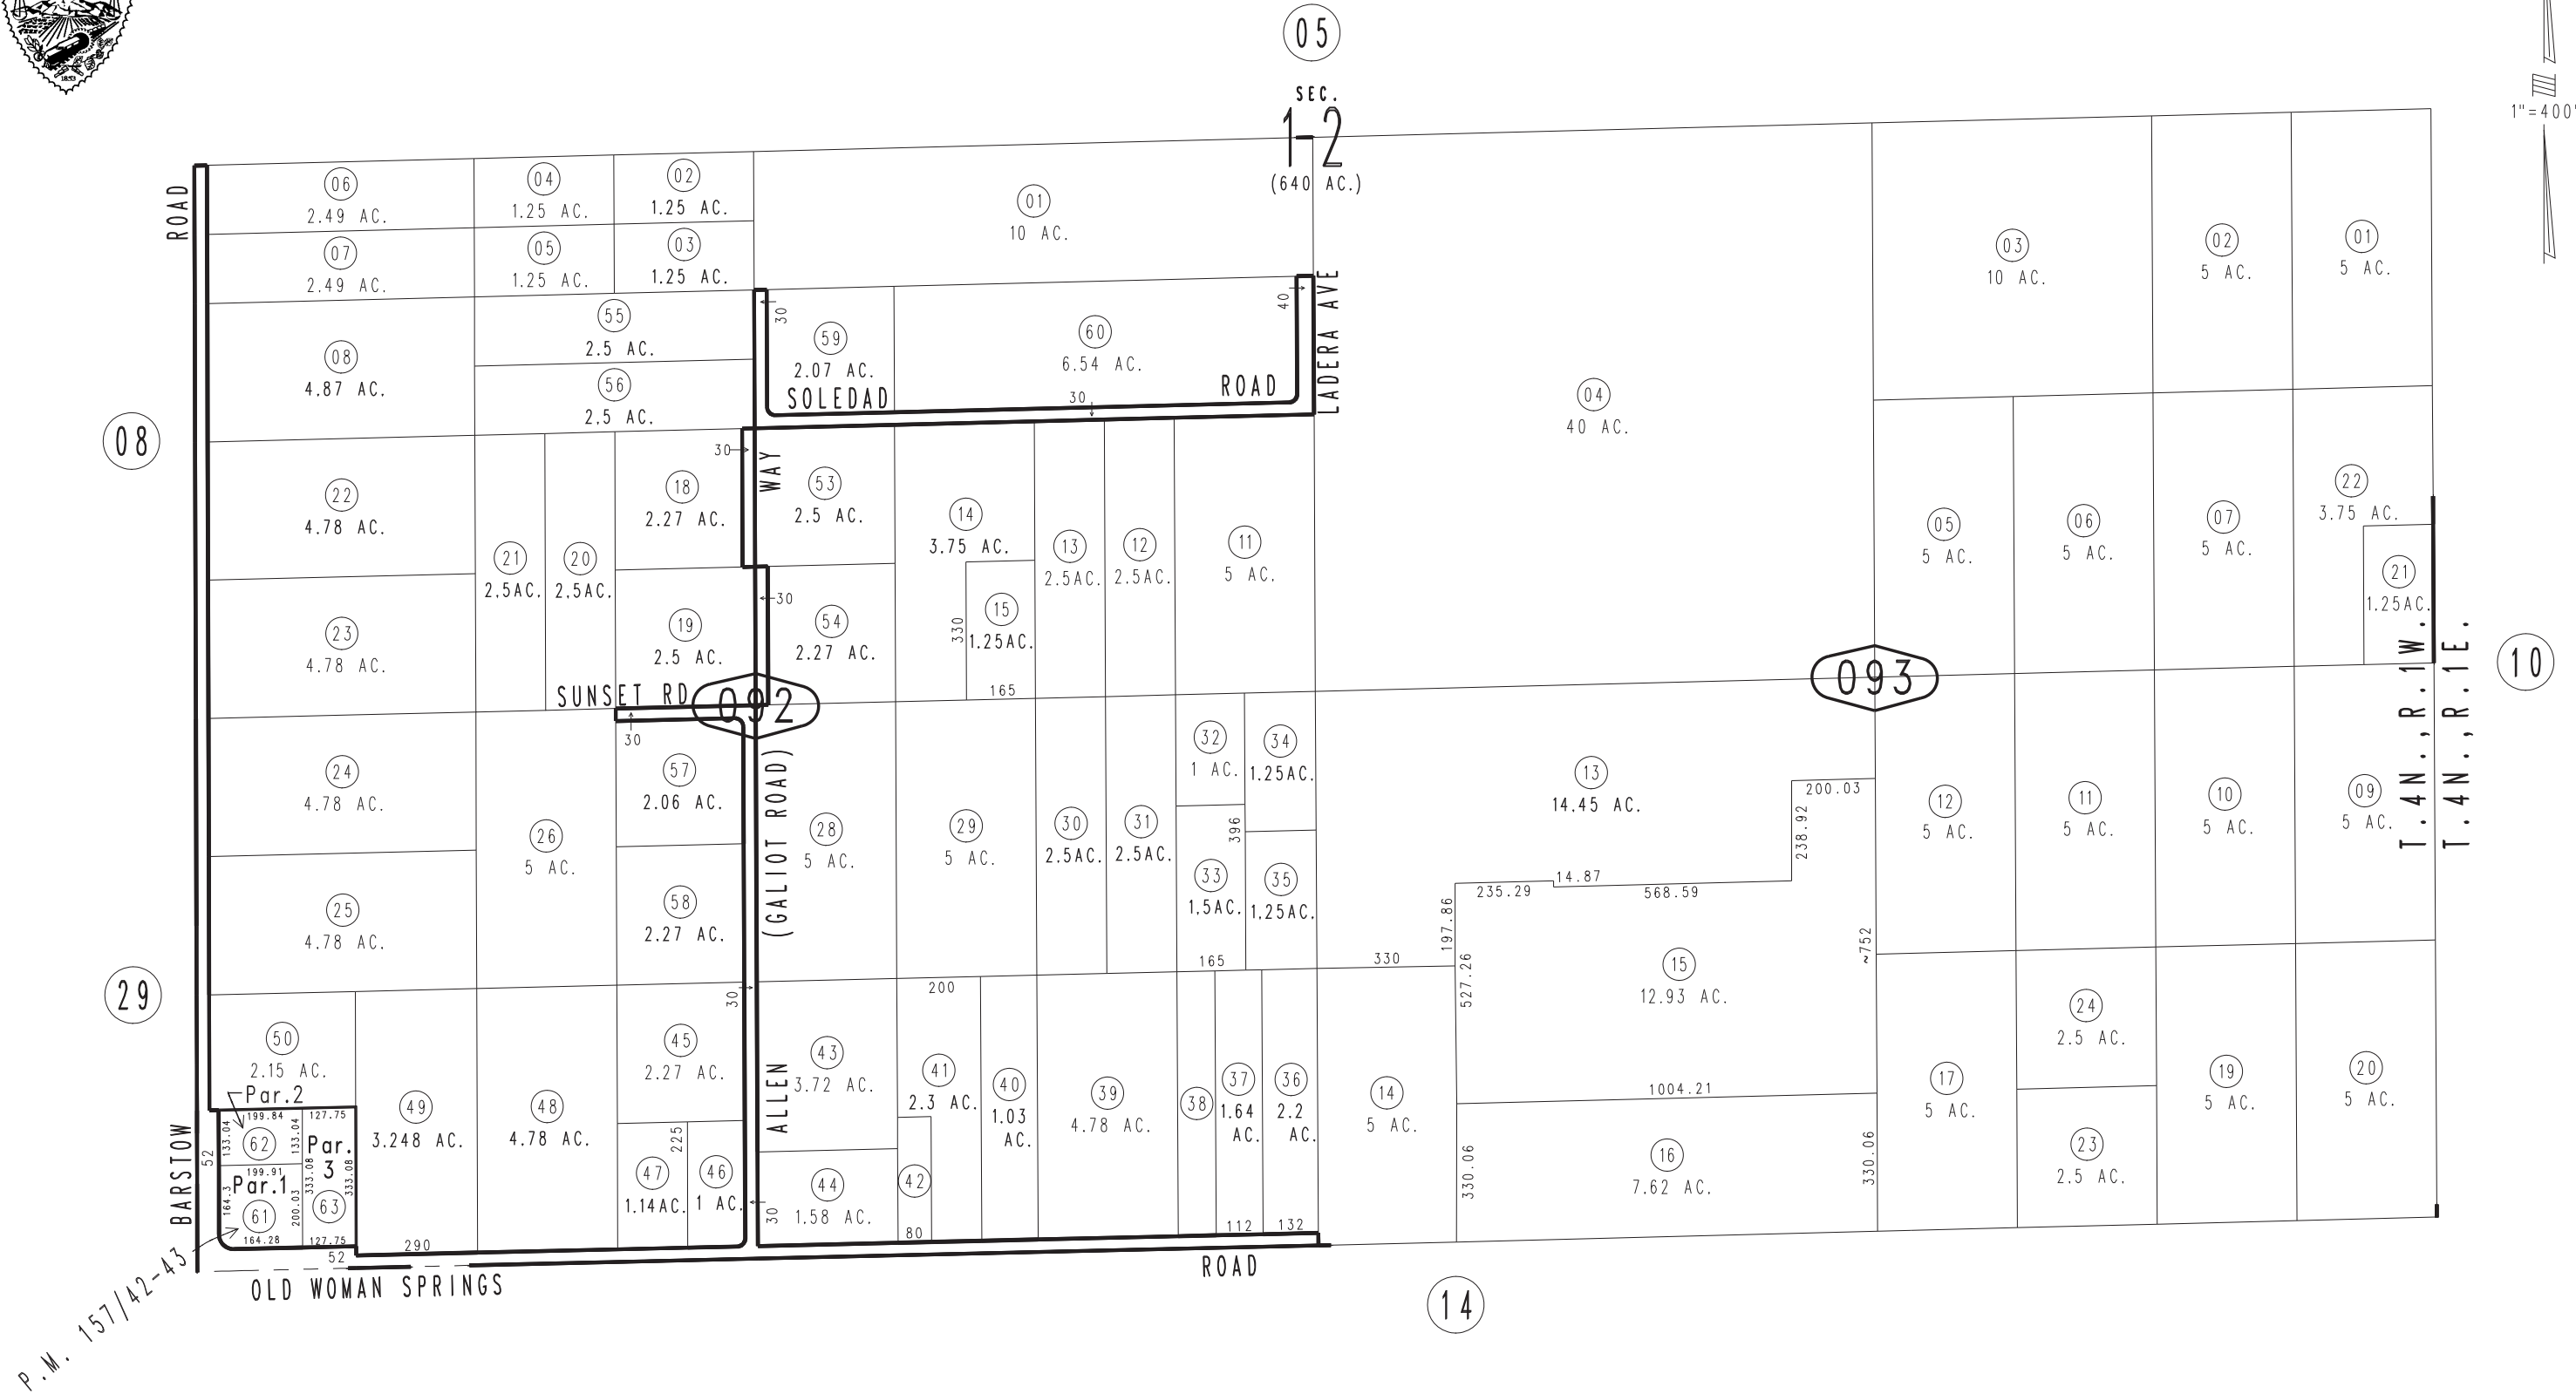 1853
05
SEC.
12
(640 AC.)
1"=400'
ROAD
06
2.49 AC.
04
1.25 AC.
02
1.25 AC.
01
10 AC.
07
2.49 AC.
05
1.25 AC.
03
1.25 AC.
08
4.87 AC.
55
2.5 AC.
56
2.5 AC.
30
59
2.07 AC.
60
6.54 AC.
40
LADERA AVE
SOLEDAD
30
ROAD
04
40 AC.
03
10 AC.
02
5 AC.
01
5 AC.
08
22
4.78 AC.
23
4.78 AC.
21
2.5AC.
20
2.5AC.
18
2.27 AC.
30
WAY
19
2.5 AC.
30
53
2.5 AC.
54
2.27 AC.
14
3.75 AC.
15
1.25AC.
330
165
13
2.5AC.
12
2.5AC.
11
5 AC.
05
5 AC.
06
5 AC.
07
5 AC.
22
3.75 AC.
21
1.25AC.
T.4N.,R.1W.
T.4N.,R.1E.
10
SUNSET RD
092
093
30
24
4.78 AC.
25
4.78 AC.
26
5 AC.
57
2.06 AC.
58
2.27 AC.
(GALIOT ROAD)
28
5 AC.
29
5 AC.
30
2.5AC.
31
2.5AC.
32
1 AC.
34
1.25AC.
396
33
1.5AC.
35
1.25AC.
165
13
14.45 AC.
200.03
238.92
14.87
235.29
568.59
197.86
330
527.26
15
12.93 AC.
~752
1004.21
12
5 AC.
11
5 AC.
10
5 AC.
09
5 AC.
29
50
2.15 AC.
Par.2
199.84
127.75
133.04
62
133.04
Par.
3
333.08
333.08
63
199.91
Par.1
164.3
61
200.03
164.28
127.75
52
52
BARSTOW
49
3.248 AC.
290
48
4.78 AC.
30
45
2.27 AC.
225
47
1.14AC.
46
1 AC.
ALLEN
30
43
3.72 AC.
44
1.58 AC.
200
41
2.3 AC.
42
80
40
1.03
AC.
39
4.78 AC.
38
37
1.64
AC.
112
36
2.2
AC.
132
14
5 AC.
330.06
16
7.62 AC.
330.06
17
5 AC.
24
2.5 AC.
23
2.5 AC.
19
5 AC.
20
5 AC.
OLD WOMAN SPRINGS
ROAD
14
P.M. 157/42-43